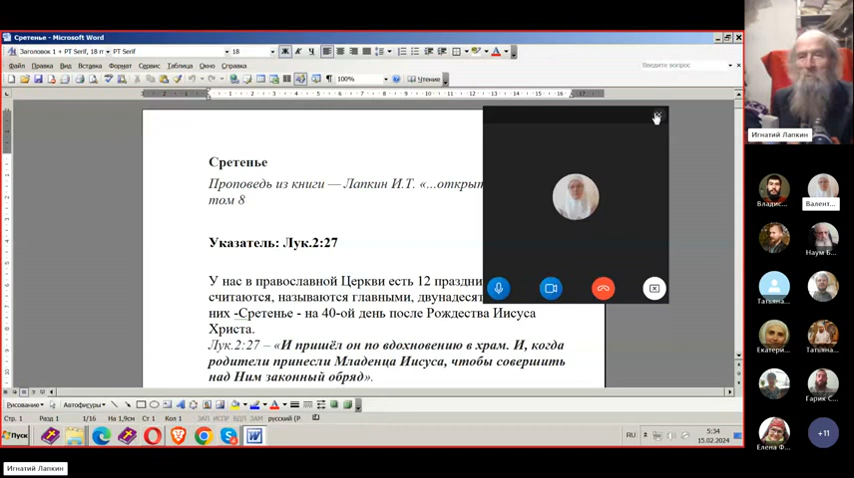 Сретенье - Microsoft Word
Заголовок 1 + PT Serif, 18 п
PT Serif
18
Ж К Ч
Файл Правка Вид Вставка Формат Сервис Таблица Окно Справка
Введите вопрос
100%
Чтение
Сретенье
Проповедь из книги — Лапкин И.Т. «...открыт
том 8
Указатель: Лук.2:27
У нас в православной Церкви есть 12 праздни
считаются, называются главными, двунадесят
них -Сретенье - на 40-ой день после Рождества Иисуса
Христа.
Лук.2:27 – «И пришёл он по вдохновению в храм. И, когда
родители принесли Младенца Иисуса, чтобы совершить
над Ним законный обряд».
Рисование
Автофигуры
Стр. 1 Разд 1 1/16 На 1,9см Ст 1 Кол 1 ЗАП ИСПР ВДЛ ЗАМ русский (Р
Пуск
RU
5:34
15.02.2024
Игнатий Лапкин
Владис...
Валент...
Наум Б...
Татьяна...
Екатери...
Татьяна...
Гарик С...
Елена Ф...
+11
Игнатий Лапкин